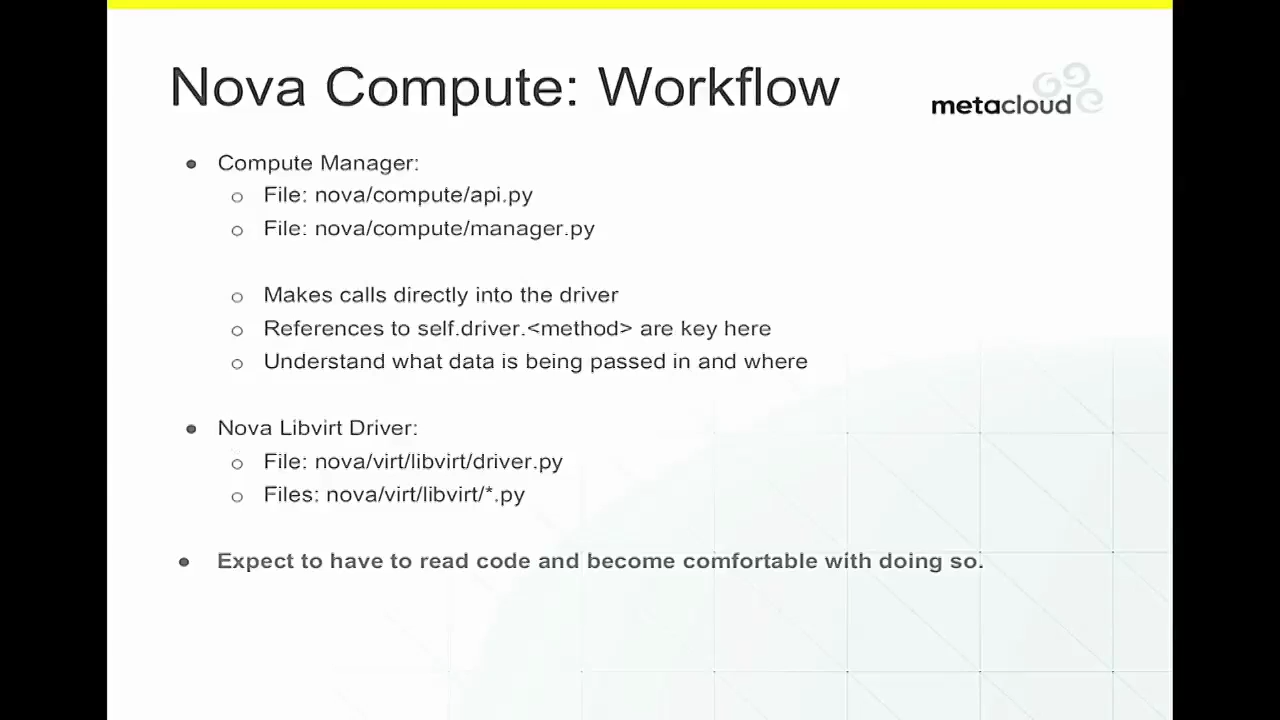 Nova Compute: Workflow
metacloud
● Compute Manager:
○ File: nova/compute/api.py
○ File: nova/compute/manager.py
○ Makes calls directly into the driver
○ References to self.driver.<method> are key here
○ Understand what data is being passed in and where
● Nova Libvirt Driver:
○ File: nova/virt/libvirt/driver.py
○ Files: nova/virt/libvirt/*.py
● Expect to have to read code and become comfortable with doing so.